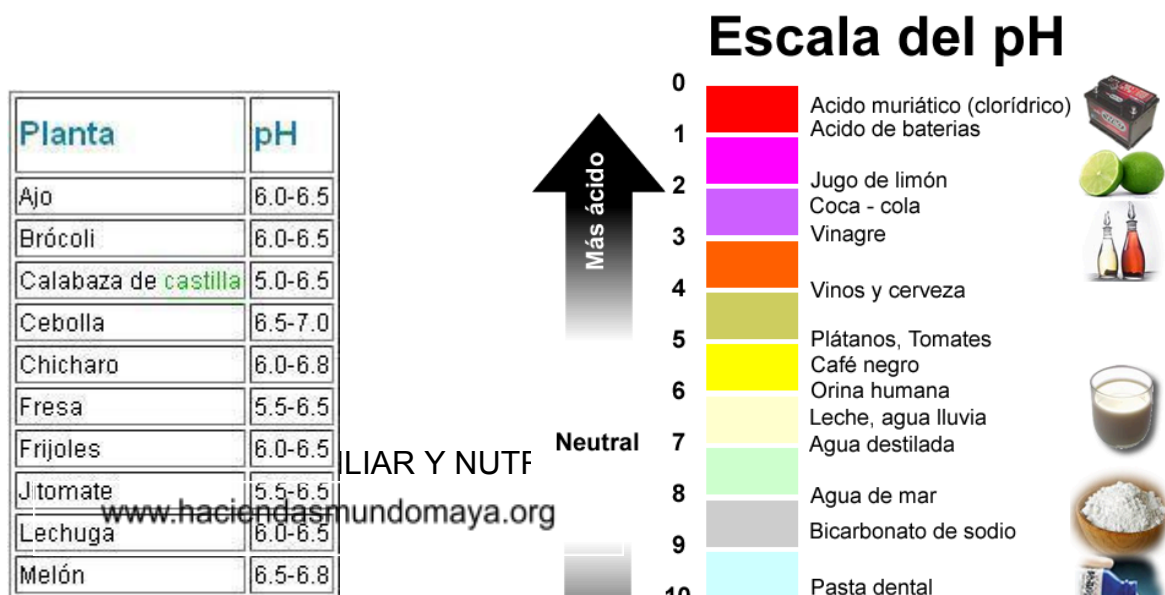 Escala del pH
Planta pH
Ajo 6.0-6.5
Brócoli 6.0-6.5
Calabaza de castilla 5.0-6.5
Cebolla 6.5-7.0
Chicharo 6.0-6.8
Fresa 5.5-6.5
Frijoles 6.0-6.5
Jitomate 5.5-6.5
Lechuga 6.0-6.5
Melón 6.5-6.8
ILIAR Y NUTR
www.haciendasmundomaya.org
Más ácido
Neutral
0
1
2
3
4
5
6
7
8
9
10
Acido muriático (clorídrico)
Acido de baterias
Jugo de limón
Coca - cola
Vinagre
Vinos y cerveza
Plátanos, Tomates
Café negro
Orina humana
Leche, agua lluvia
Agua destilada
Agua de mar
Bicarbonato de sodio
Pasta dental